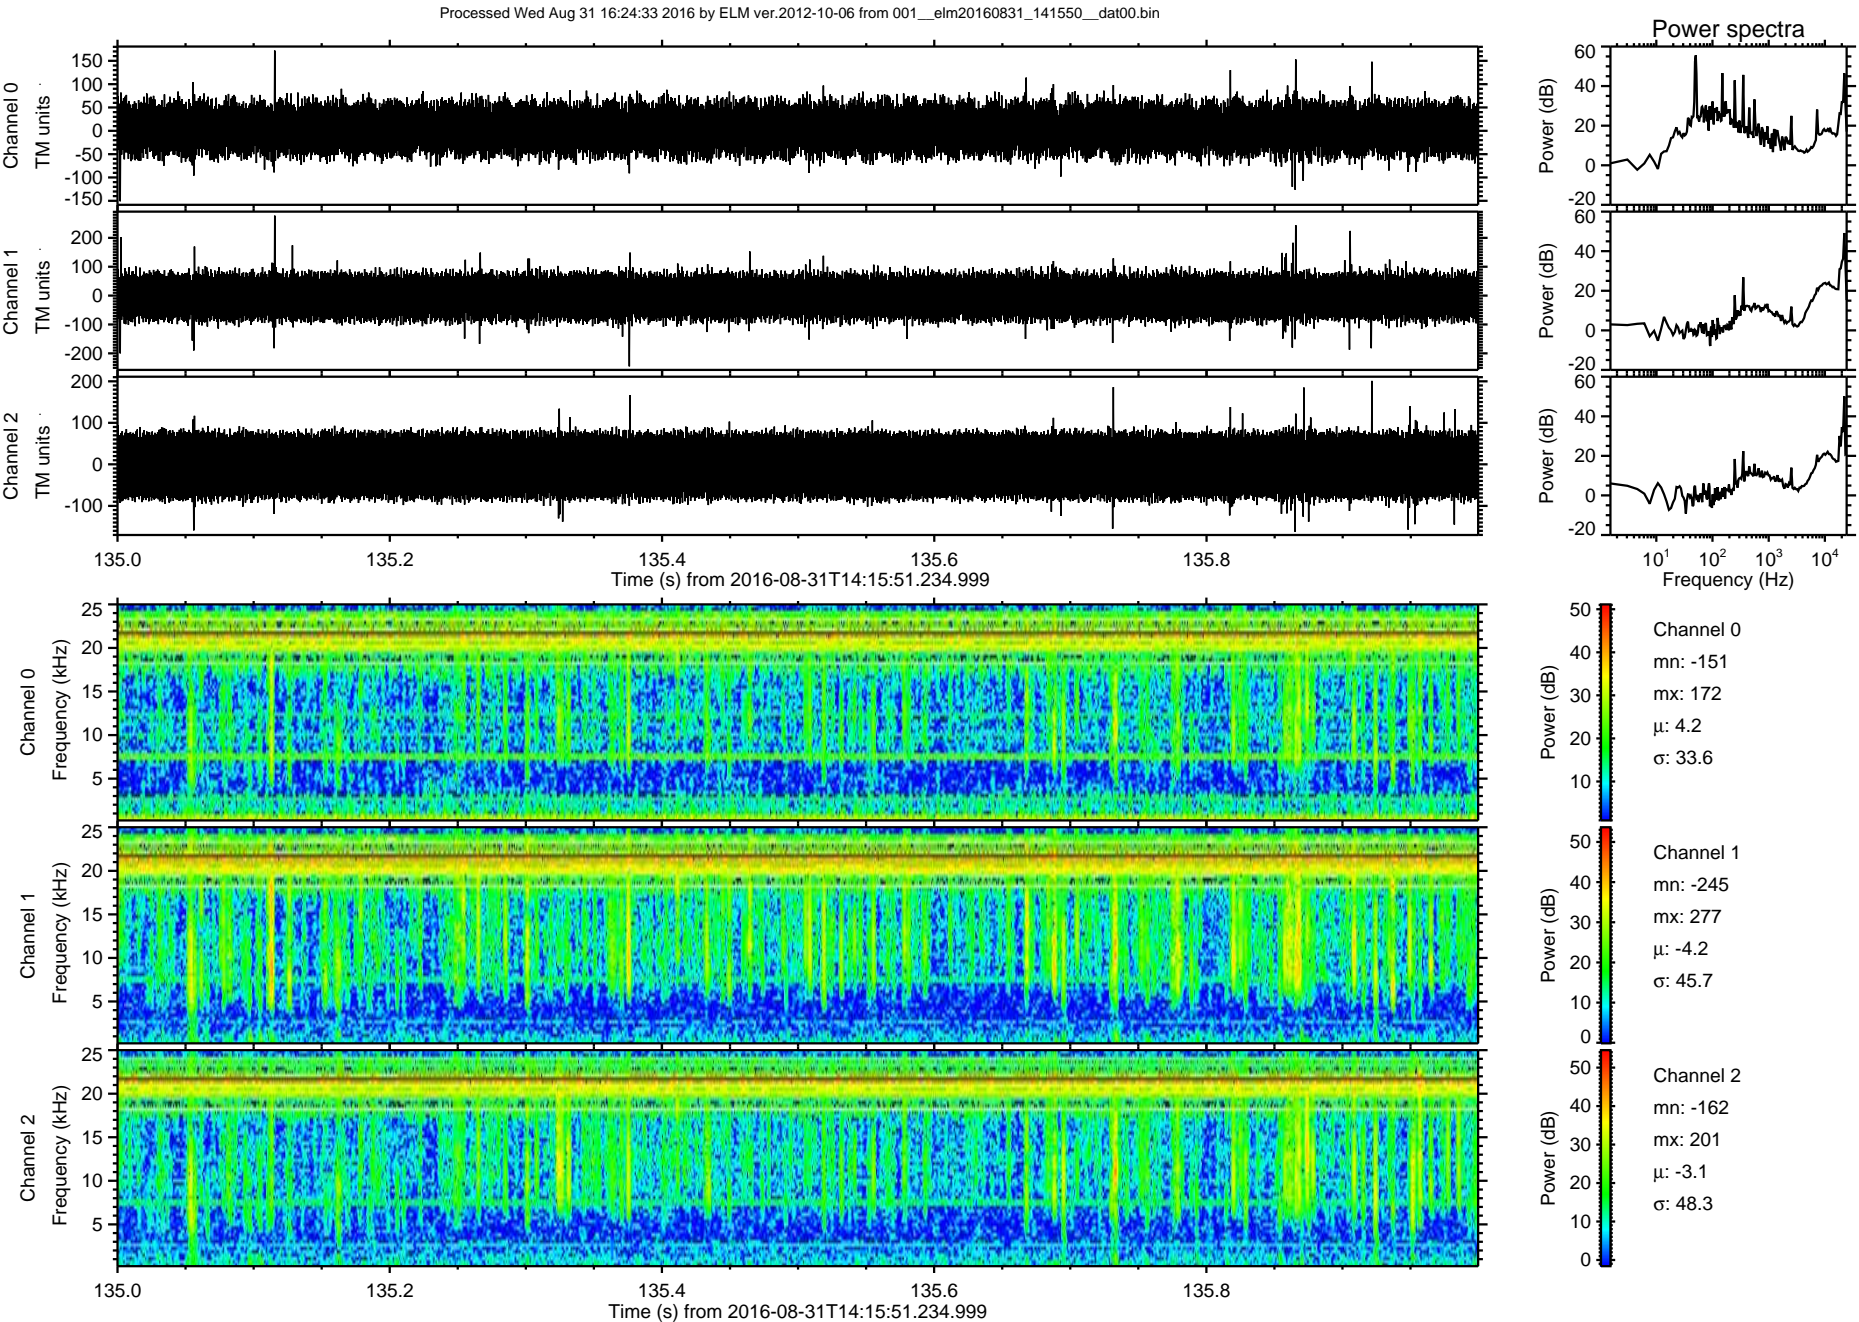 Processed Wed Aug 31 16:24:33 2016 by ELM ver.2012-10-06 from 001__elm20160831_141550__dat00.bin
Power spectra
Channel 0
TM units
150
100
50
0
-50
-100
-150
Power (dB)
60
40
20
0
-20
Channel 1
TM units
200
100
0
-100
-200
Power (dB)
60
40
20
0
-20
Channel 2
TM units
200
100
0
-100
Power (dB)
60
40
20
0
-20
135.0 135.2 135.4 135.6 135.8
Time (s) from 2016-08-31T14:15:51.234.999
10^1 10^2 10^3 10^4
Frequency (Hz)
Channel 0
Frequency (kHz)
25
20
15
10
5
Power (dB)
50
40
30
20
10
Channel 0
mn: -151
mx: 172
µ: 4.2
σ: 33.6
Channel 1
Frequency (kHz)
25
20
15
10
5
Power (dB)
50
40
30
20
10
0
Channel 1
mn: -245
mx: 277
µ: -4.2
σ: 45.7
Channel 2
Frequency (kHz)
25
20
15
10
5
Power (dB)
50
40
30
20
10
0
Channel 2
mn: -162
mx: 201
µ: -3.1
σ: 48.3
135.0 135.2 135.4 135.6 135.8
Time (s) from 2016-08-31T14:15:51.234.999